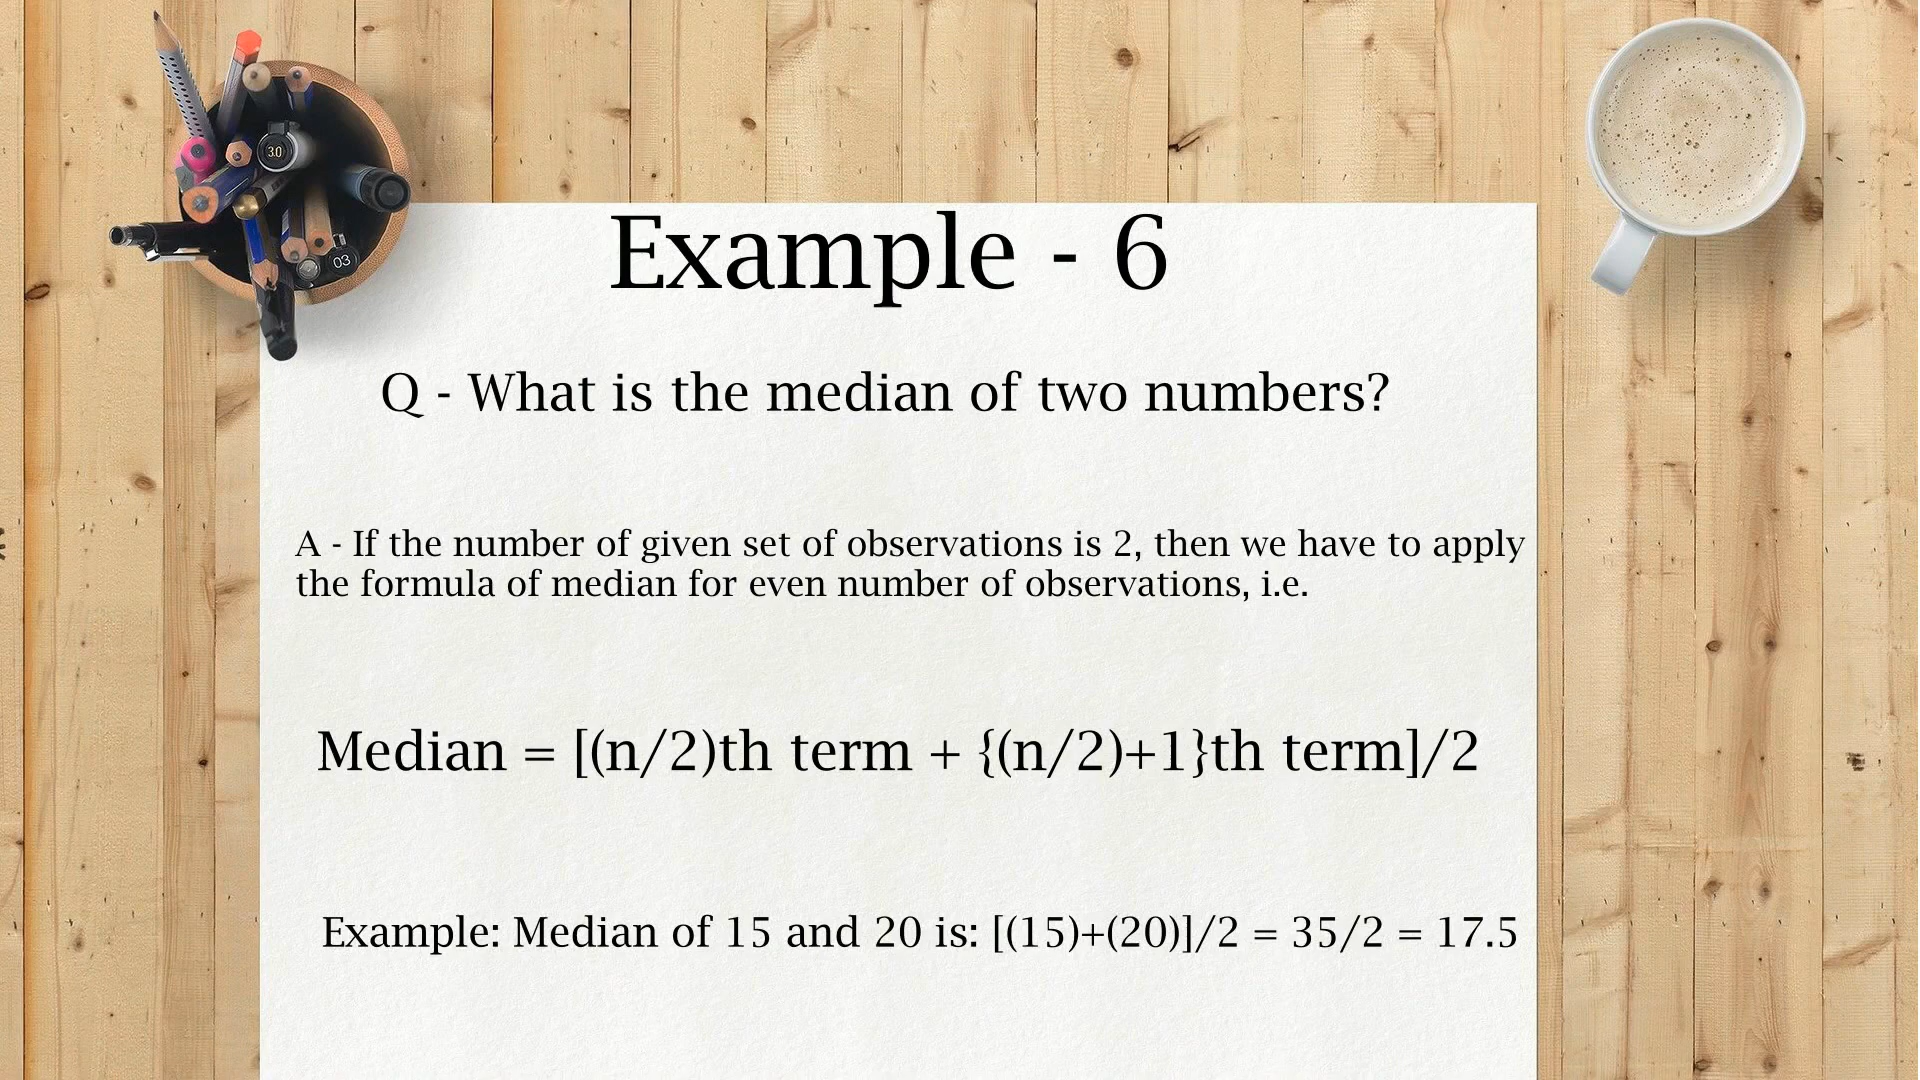 3.0
03
Example - 6
Q - What is the median of two numbers?
A - If the number of given set of observations is 2, then we have to apply
the formula of median for even number of observations, i.e.
Median = [(n/2)th term + {(n/2)+1}th term]/2
Example: Median of 15 and 20 is: [(15)+(20)]/2 = 35/2 = 17.5